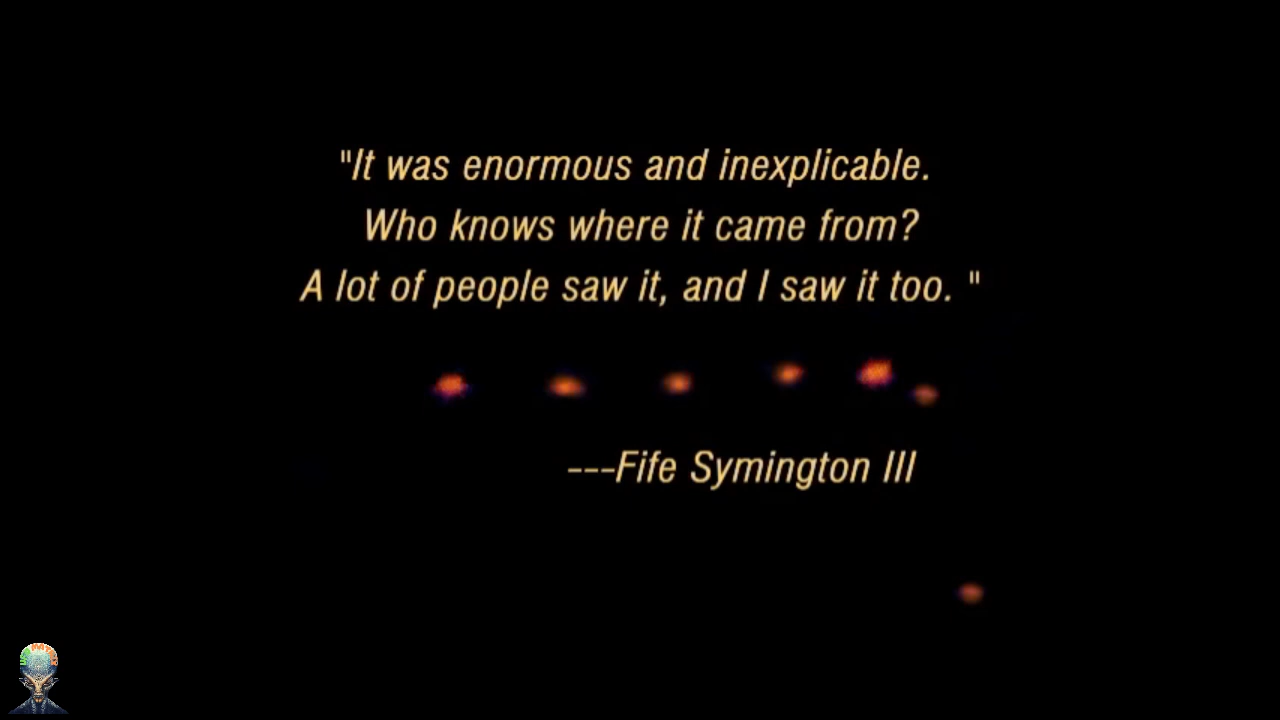 "It was enormous and inexplicable.
Who knows where it came from?
A lot of people saw it, and I saw it too. "
---Fife Symington III